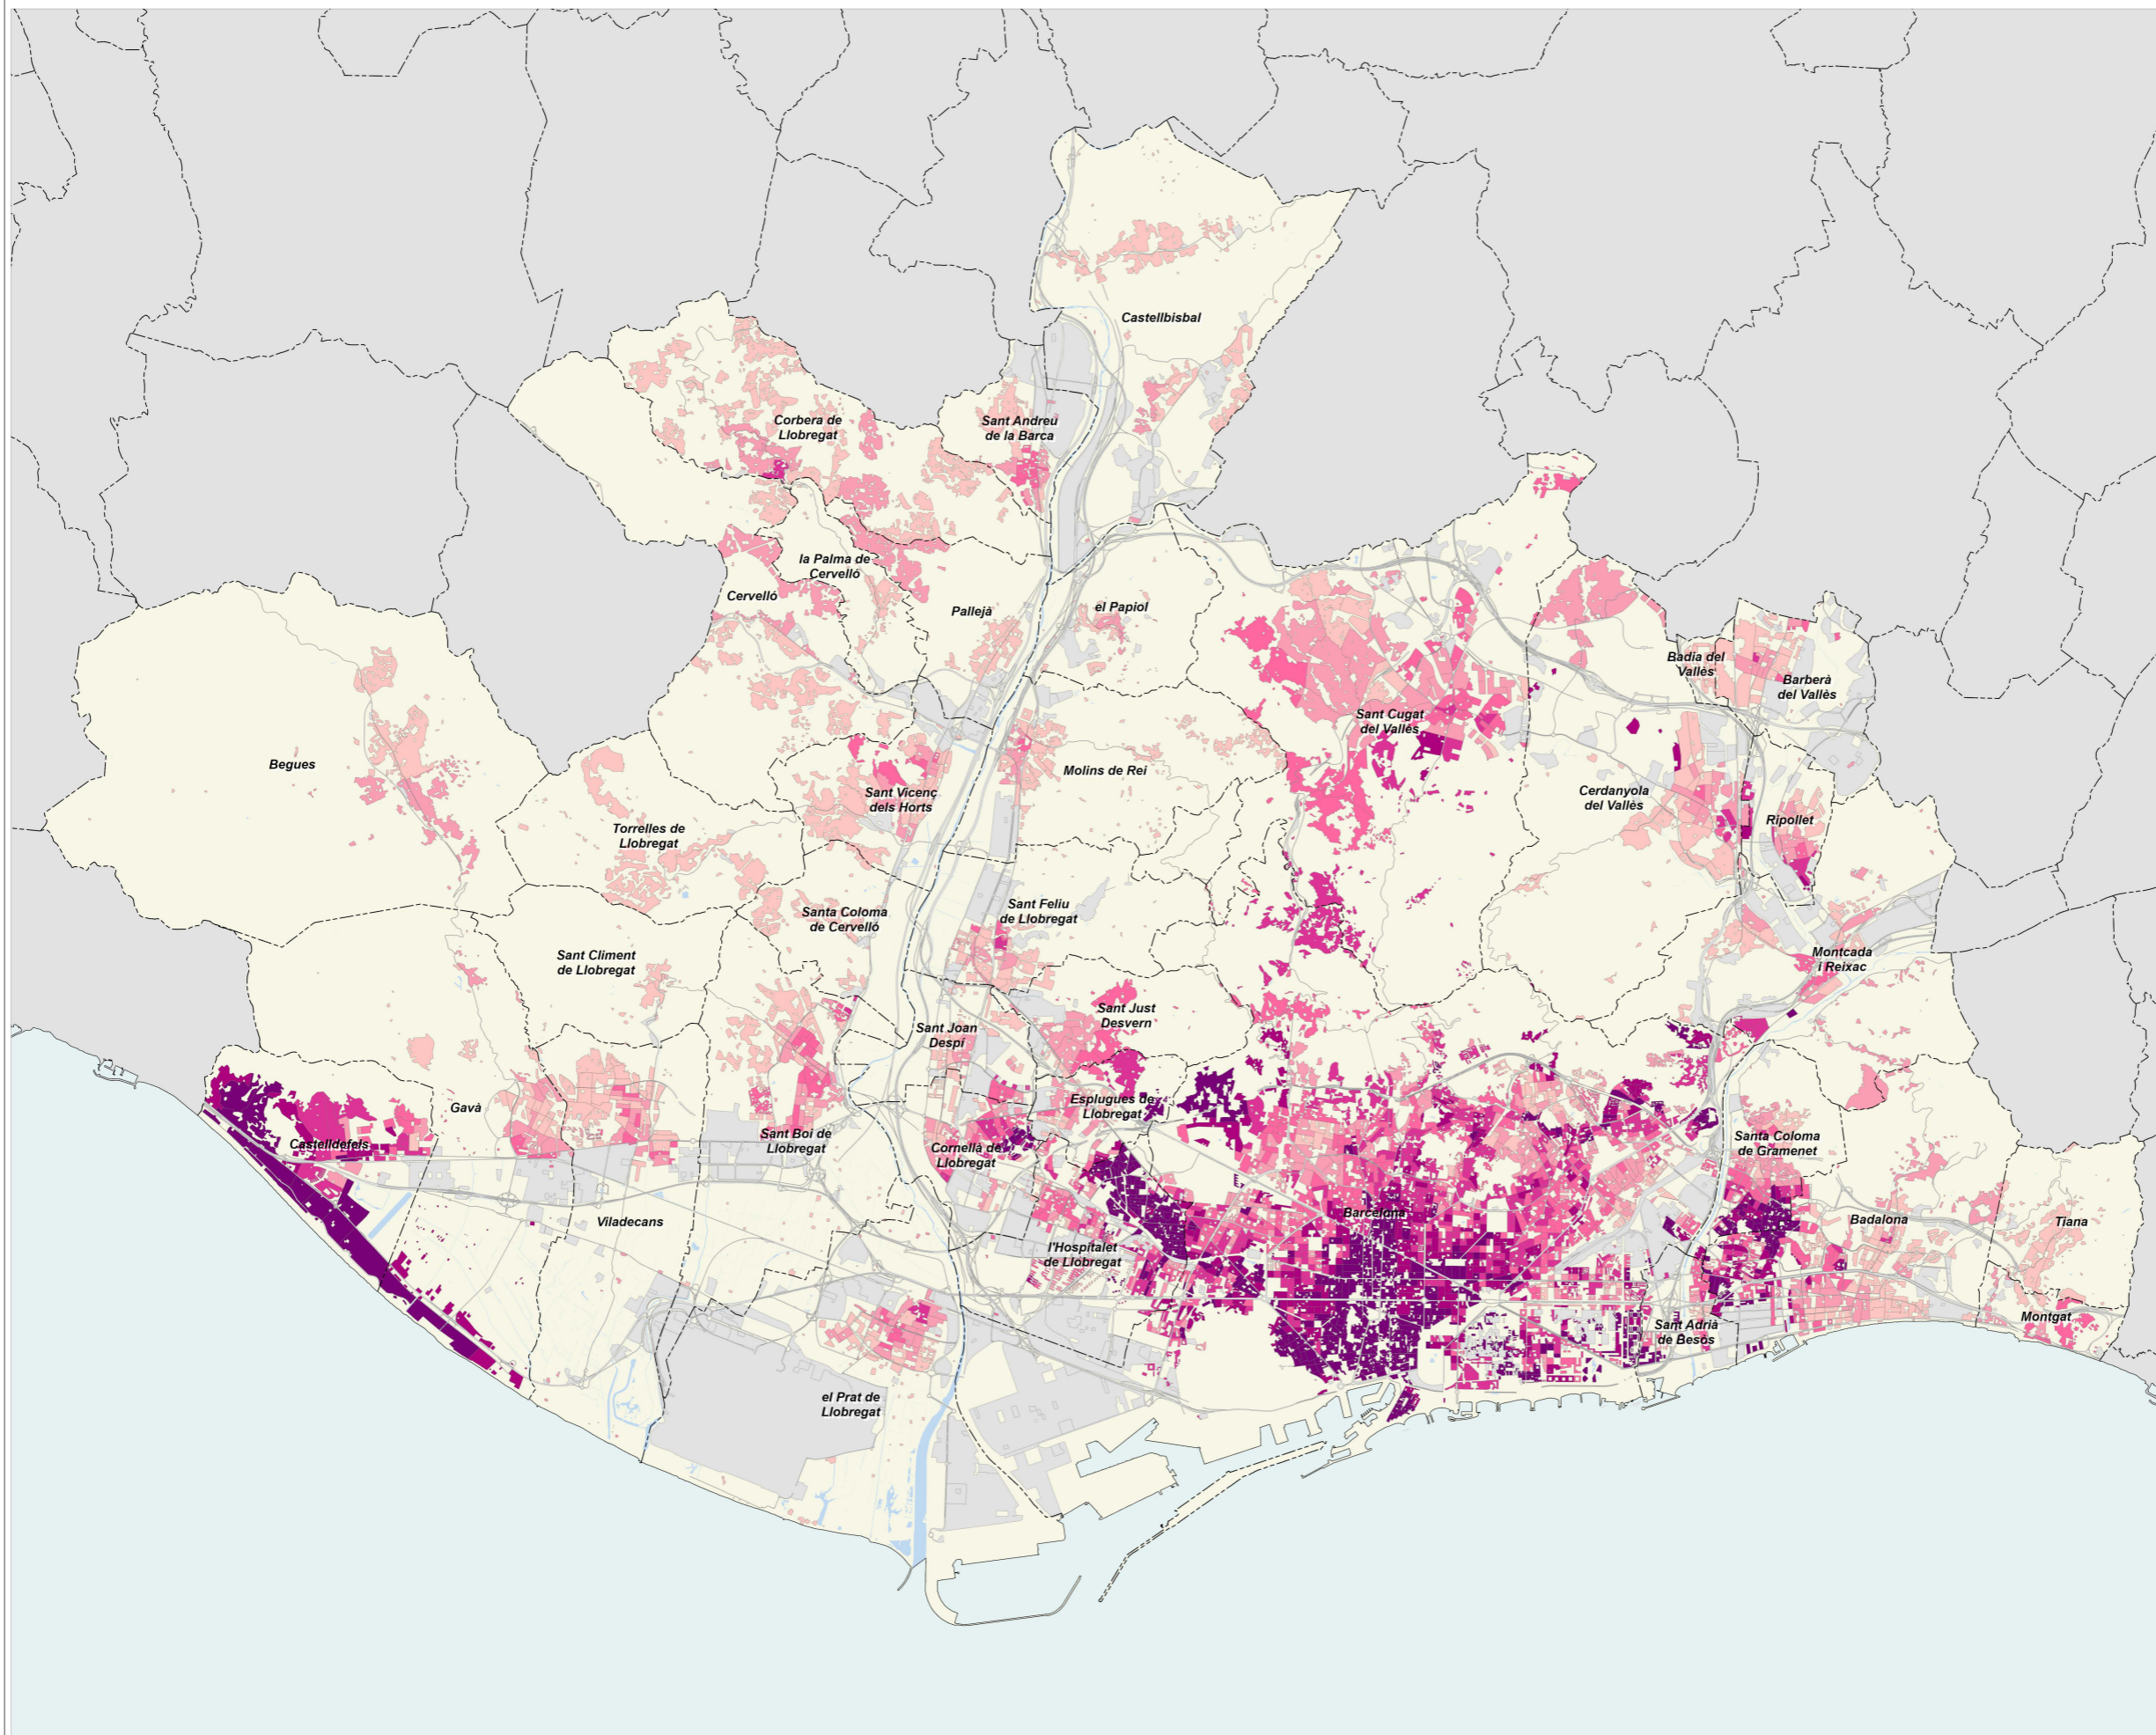 Castellbisbal
Corbera de
Llobregat
Sant Andreu
de la Barca
la Palma de
Cervelló
Cervelló
Pallejà
el Papiol
Badia del
Vallès
Barberà
del Vallès
Sant Cugat
del Vallès
Begues
Molins de Rei
Sant Vicenç
dels Horts
Cerdanyola
del Vallès
Ripollet
Torrelles de
Llobregat
Santa Coloma
de Cervelló
Sant Feliu
de Llobregat
Sant Climent
de Llobregat
Montcada
i Reixac
Sant Just
Desvern
Sant Joan
Despí
Gavà
Esplugues de
Llobregat
Castelldefels
Sant Boi de
Llobregat
Cornellà de
Llobregat
Santa Coloma
de Gramenet
Viladecans
Barcelona
Badalona
Tiana
l'Hospitalet
de Llobregat
Montgat
Sant Adrià
de Besòs
el Prat de
Llobregat